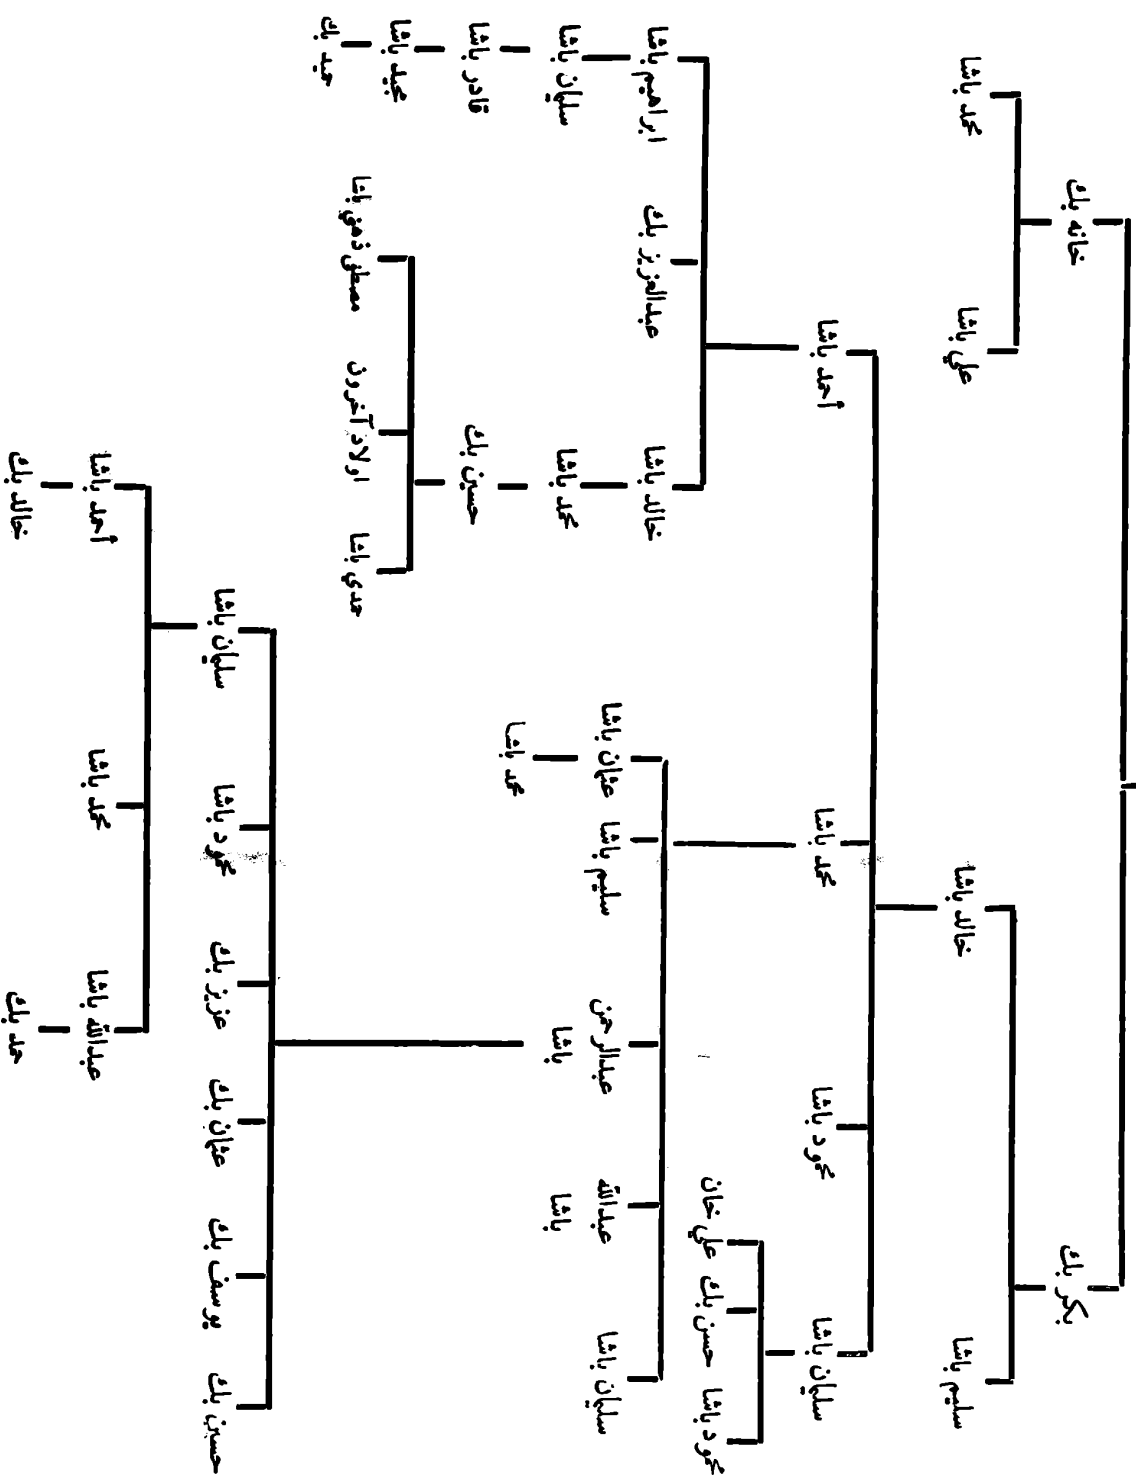 بكر بك
خانه بك
سليم باشا
خالد باشا
علي باشا
محمد باشا
سليمان باشا
محمود باشا
محمد باشا
أحمد باشا
محمود باشا
حسن بك
علي خان
خالد باشا
عبدالعزيز بك
ابراهيم باشا
سليمان باشا
عبدالله
باشا
عبدالرحمن
باشا
سليم باشا
عثمان باشا
محمد باشا
سليمان باشا
محمد باشا
حسين بك
قادر باشا
مجيد باشا
حمدي باشا
اولاد آخرون
مصطفى ذهني باشا
حميد بك
حسين بك
يوسف بك
عثمان بك
عزيز بك
محمود باشا
سليمان باشا
عبدالله باشا
محمد باشا
أحمد باشا
حمد بك
خالد بك